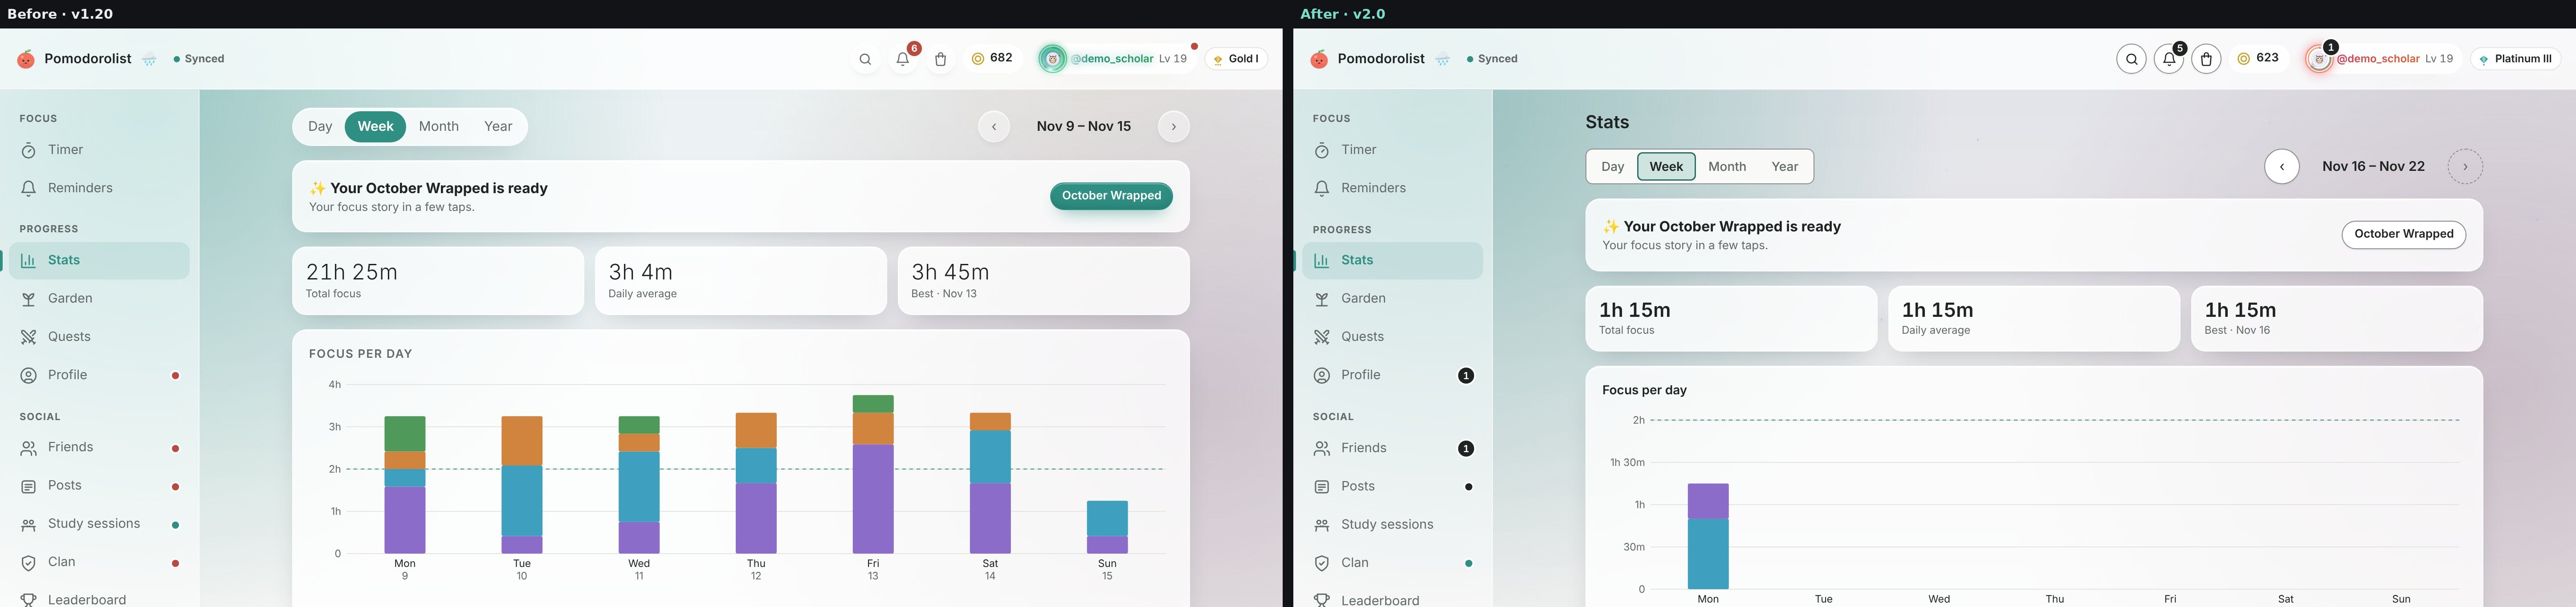 Before · v1.20
Pomodorolist
Synced
6
682
@demo_scholar Lv 19
Gold I
FOCUS
Timer
Reminders
PROGRESS
Stats
Garden
Quests
Profile
SOCIAL
Friends
Posts
Study sessions
Clan
Leaderboard
Day Week Month Year
‹ Nov 9 – Nov 15 ›
✨ Your October Wrapped is ready
Your focus story in a few taps.
October Wrapped
21h 25m
Total focus
3h 4m
Daily average
3h 45m
Best · Nov 13
FOCUS PER DAY
4h
3h
2h
1h
0
Mon Tue Wed Thu Fri Sat Sun
9 10 11 12 13 14 15
After · v2.0
Pomodorolist
Synced
5
623
1
@demo_scholar Lv 19
Platinum III
FOCUS
Timer
Reminders
PROGRESS
Stats
Garden
Quests
Profile 1
SOCIAL
Friends 1
Posts
Study sessions
Clan
Leaderboard
Stats
Day Week Month Year
‹ Nov 16 – Nov 22 ›
✨ Your October Wrapped is ready
Your focus story in a few taps.
October Wrapped
1h 15m
Total focus
1h 15m
Daily average
1h 15m
Best · Nov 16
Focus per day
2h
1h 30m
1h
30m
0
Mon Tue Wed Thu Fri Sat Sun